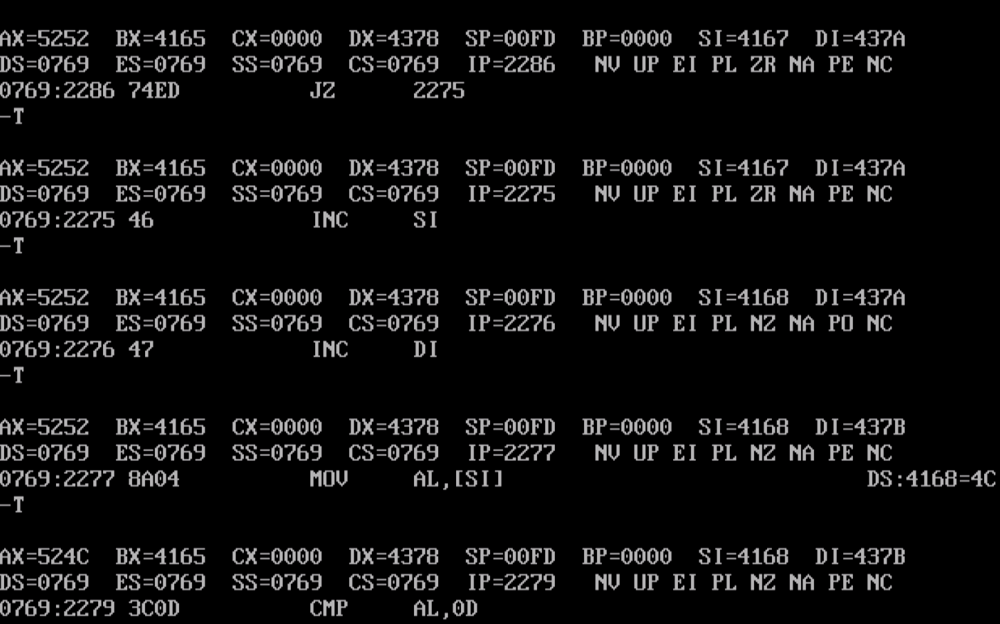 AX=5252 BX=4165 CX=0000 DX=4378 SP=00FD BP=0000 SI=4167 DI=437A
DS=0769 ES=0769 SS=0769 CS=0769 IP=2286 NV UP EI PL ZR NA PE NC
0769:2286 74ED JZ 2275
-T
AX=5252 BX=4165 CX=0000 DX=4378 SP=00FD BP=0000 SI=4167 DI=437A
DS=0769 ES=0769 SS=0769 CS=0769 IP=2275 NV UP EI PL ZR NA PE NC
0769:2275 46 INC SI
-T
AX=5252 BX=4165 CX=0000 DX=4378 SP=00FD BP=0000 SI=4168 DI=437A
DS=0769 ES=0769 SS=0769 CS=0769 IP=2276 NV UP EI PL NZ NA PO NC
0769:2276 47 INC DI
-T
AX=5252 BX=4165 CX=0000 DX=4378 SP=00FD BP=0000 SI=4168 DI=437B
DS=0769 ES=0769 SS=0769 CS=0769 IP=2277 NV UP EI PL NZ NA PE NC
0769:2277 8A04 MOV AL,[SI] DS:4168=4C
-T
AX=524C BX=4165 CX=0000 DX=4378 SP=00FD BP=0000 SI=4168 DI=437B
DS=0769 ES=0769 SS=0769 CS=0769 IP=2279 NV UP EI PL NZ NA PE NC
0769:2279 3C0D CMP AL,0D